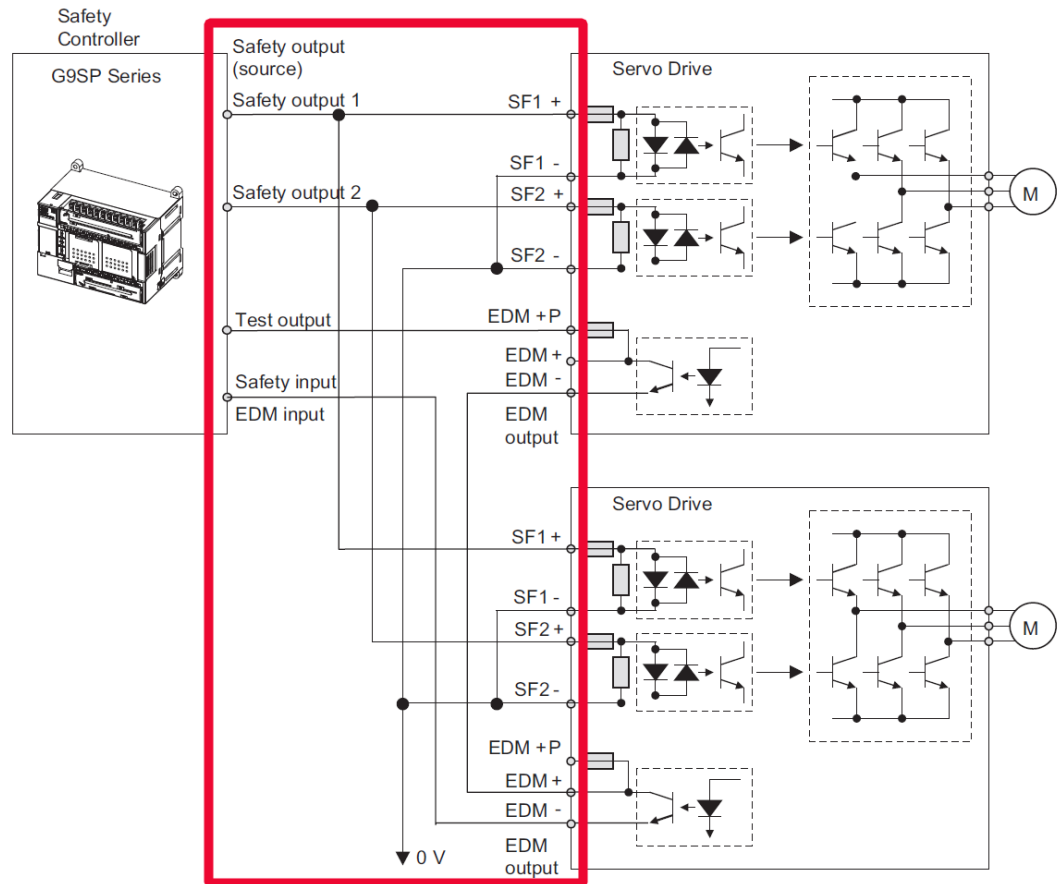 Safety
Controller
G9SP Series
Safety output
(source)
Safety output 1
Safety output 2
Test output
Safety input
EDM input
SF1 +
SF1 -
SF2 +
SF2 -
EDM +P
EDM +
EDM -
EDM
output
Servo Drive
M
SF1 +
SF1 -
SF2 +
SF2 -
EDM +P
EDM +
EDM -
EDM
output
0 V
Servo Drive
M